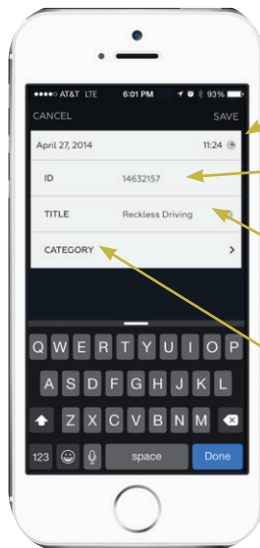 AT&T LTE 6:01 PM 93%
CANCEL SAVE
April 27, 2014 11:24
ID 14632157
TITLE Reckless Driving
CATEGORY >
Q W E R T Y U I O P
A S D F G H J K L
Z X C V B N M
123 space Done